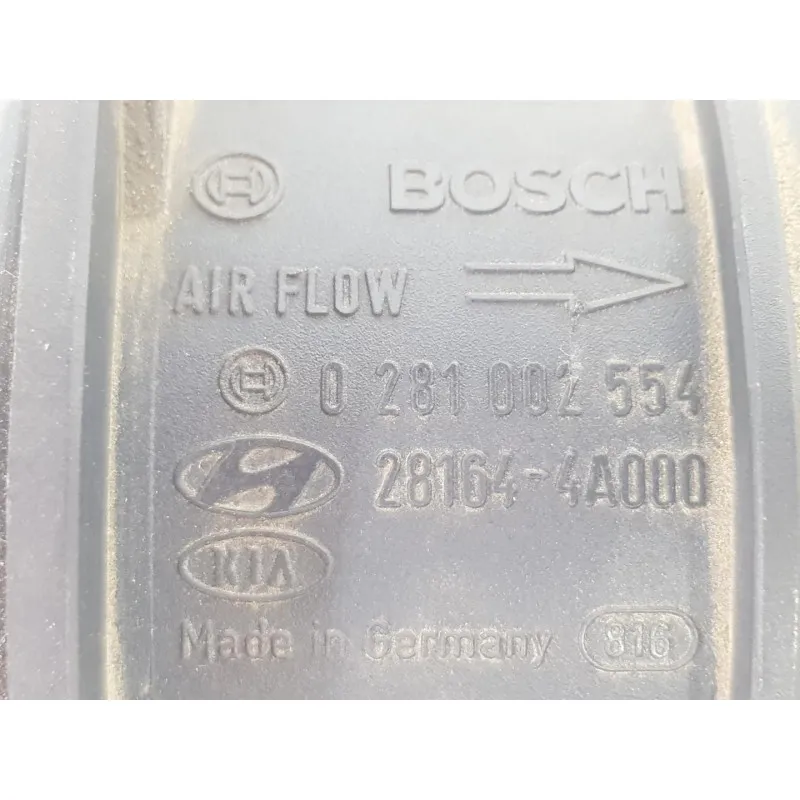 BOSCH
AIR FLOW
0 281 002 554
28164-4A000
KIA
Made in Germany 816